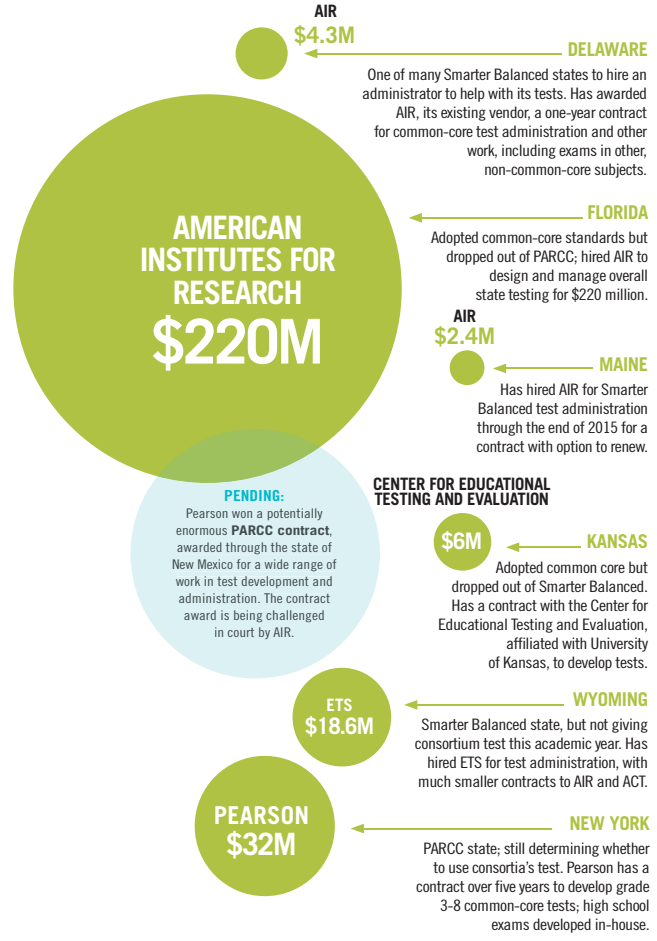 AIR
$4.3M
DELAWARE
One of many Smarter Balanced states to hire an
administrator to help with its tests. Has awarded
AIR, its existing vendor, a one-year contract
for common-core test administration and other
work, including exams in other,
non-common-core subjects.
AMERICAN
INSTITUTES FOR
RESEARCH
$220M
FLORIDA
Adopted common-core standards but
dropped out of PARCC; hired AIR to
design and manage overall
state testing for $220 million.
AIR
$2.4M
MAINE
Has hired AIR for Smarter
Balanced test administration
through the end of 2015 for a
contract with option to renew.
PENDING:
Pearson won a potentially
enormous PARCC contract,
awarded through the state of
New Mexico for a wide range of
work in test development and
administration. The contract
award is being challenged
in court by AIR.
CENTER FOR EDUCATIONAL
TESTING AND EVALUATION
$6M
KANSAS
Adopted common core but
dropped out of Smarter Balanced.
Has a contract with the Center for
Educational Testing and Evaluation,
affiliated with University
of Kansas, to develop tests.
ETS
$18.6M
WYOMING
Smarter Balanced state, but not giving
consortium test this academic year. Has
hired ETS for test administration, with
much smaller contracts to AIR and ACT.
PEARSON
$32M
NEW YORK
PARCC state; still determining whether
to use consortia's test. Pearson has a
contract over five years to develop grade
3-8 common-core tests; high school
exams developed in-house.